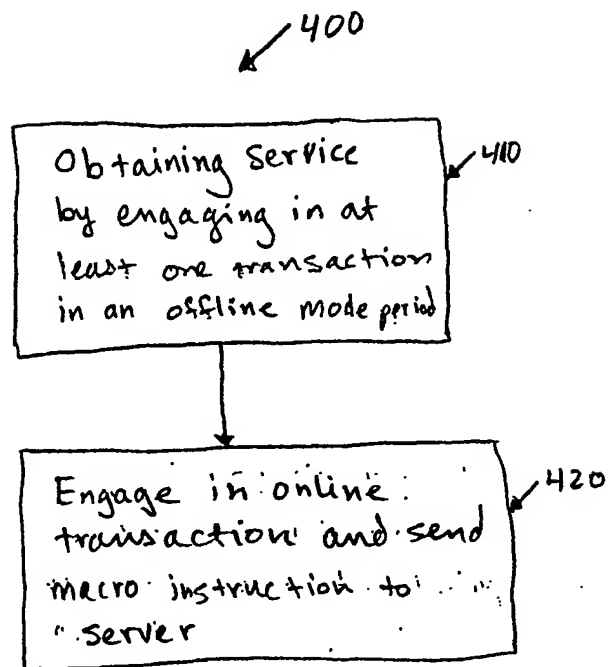 400
Obtaining service
by engaging in at
least one transaction
in an offline mode period
410
Engage in online
transaction and send
macro instruction to
server
420